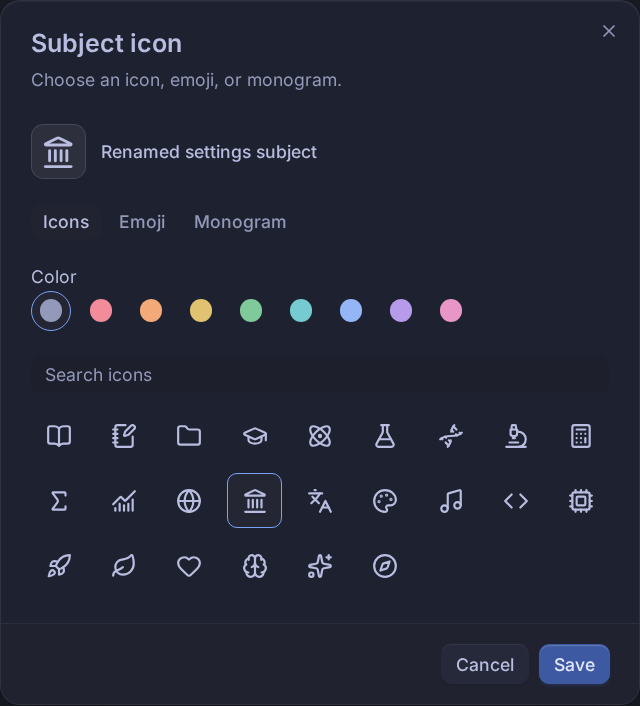 Subject icon
Choose an icon, emoji, or monogram.
Renamed settings subject
Icons Emoji Monogram
Color
Search icons
Cancel Save